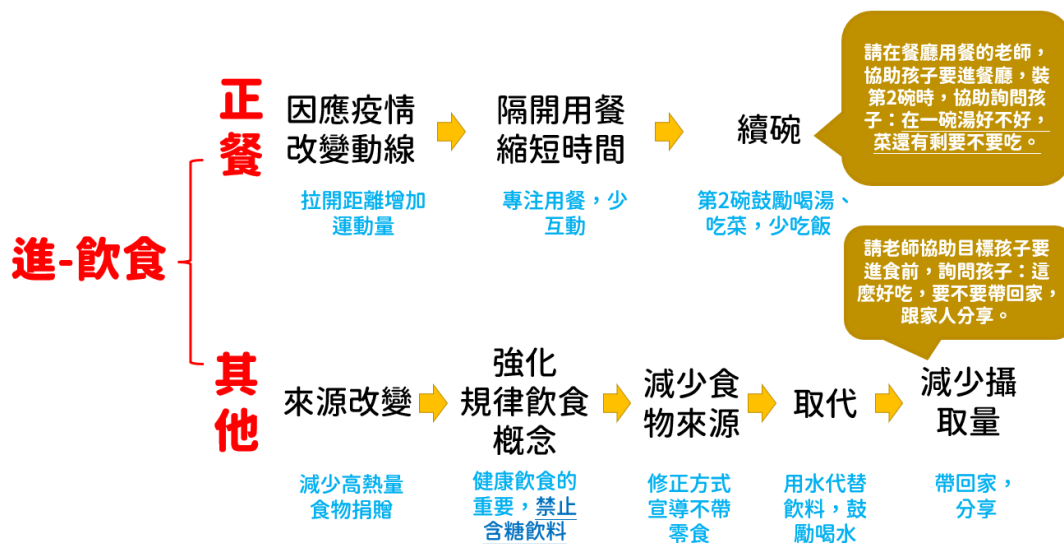 進-飲食
正
餐
因應疫情
改變動線
拉開距離增加
運動量
隔開用餐
縮短時間
專注用餐，少
互動
續碗
第2碗鼓勵喝湯、
吃菜，少吃飯
請在餐廳用餐的老師，
協助孩子要進餐廳，裝
第2碗時，協助詢問孩
子：在一碗湯好不好，
菜還有剩要不要吃。
其
他
來源改變
減少高熱量
食物捐贈
強化
規律飲食
概念
健康飲食的
重要，禁止
含糖飲料
減少食
物來源
修正方式
宣導不帶
零食
取代
用水代替
飲料，鼓
勵喝水
減少攝
取量
帶回家，
分享
請老師協助目標孩子要
進食前，詢問孩子：這
麼好吃，要不要帶回家，
跟家人分享。